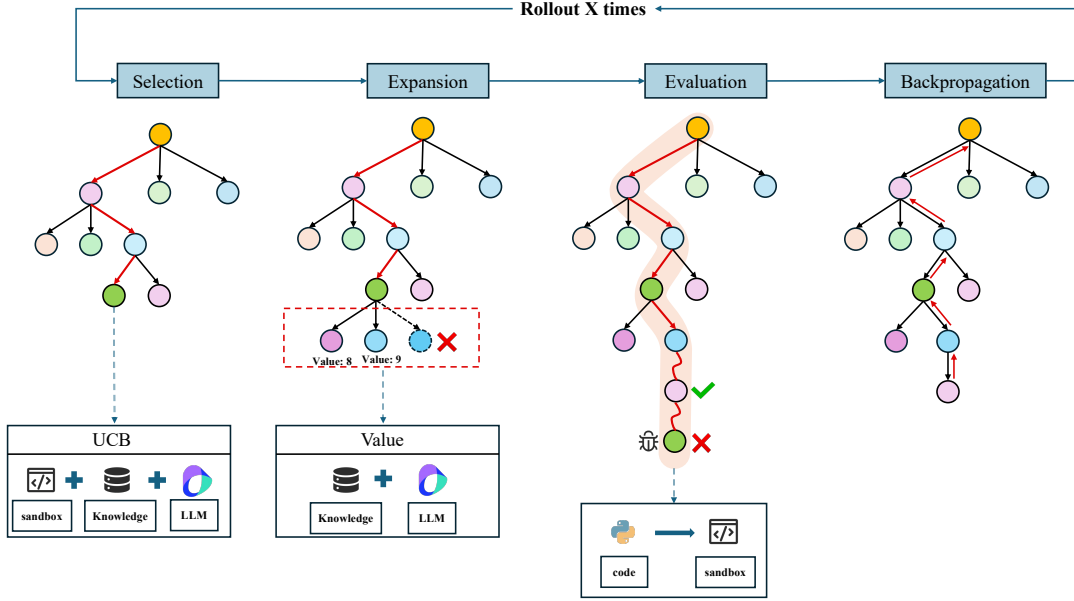 Rollout X times
Selection
Expansion
Evaluation
Backpropagation
Value: 8
Value: 9
UCB
sandbox
Knowledge
LLM
Value
Knowledge
LLM
code
sandbox